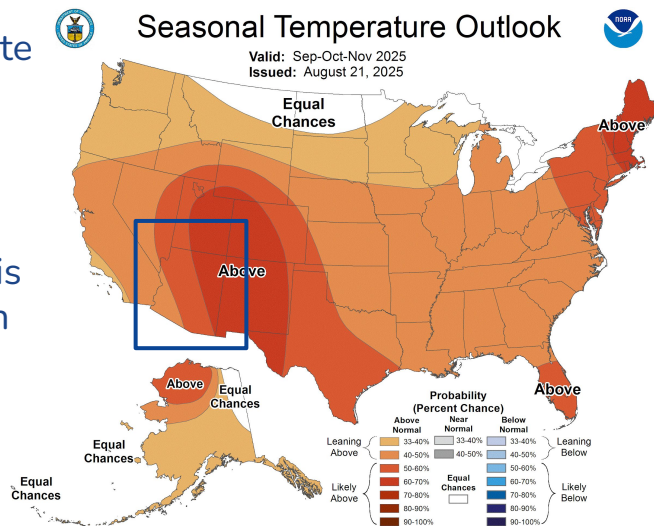 te
is
n
Seasonal Temperature Outlook
NOAA
Valid: Sep-Oct-Nov 2025
Issued: August 21, 2025
Equal
Chances
Above
Above
Above
Above
Equal
Chances
Equal
Chances
Equal
Chances
Probability
(Percent Chance)
Above
Normal
Near
Normal
Below
Normal
Leaning
Above
33-40%
33-40%
33-40%
Leaning
Below
40-50%
40-50%
40-50%
Likely
Above
50-60%
60-70%
70-80%
80-90%
90-100%
Equal
Chances
50-60%
60-70%
70-80%
80-90%
90-100%
Likely
Below